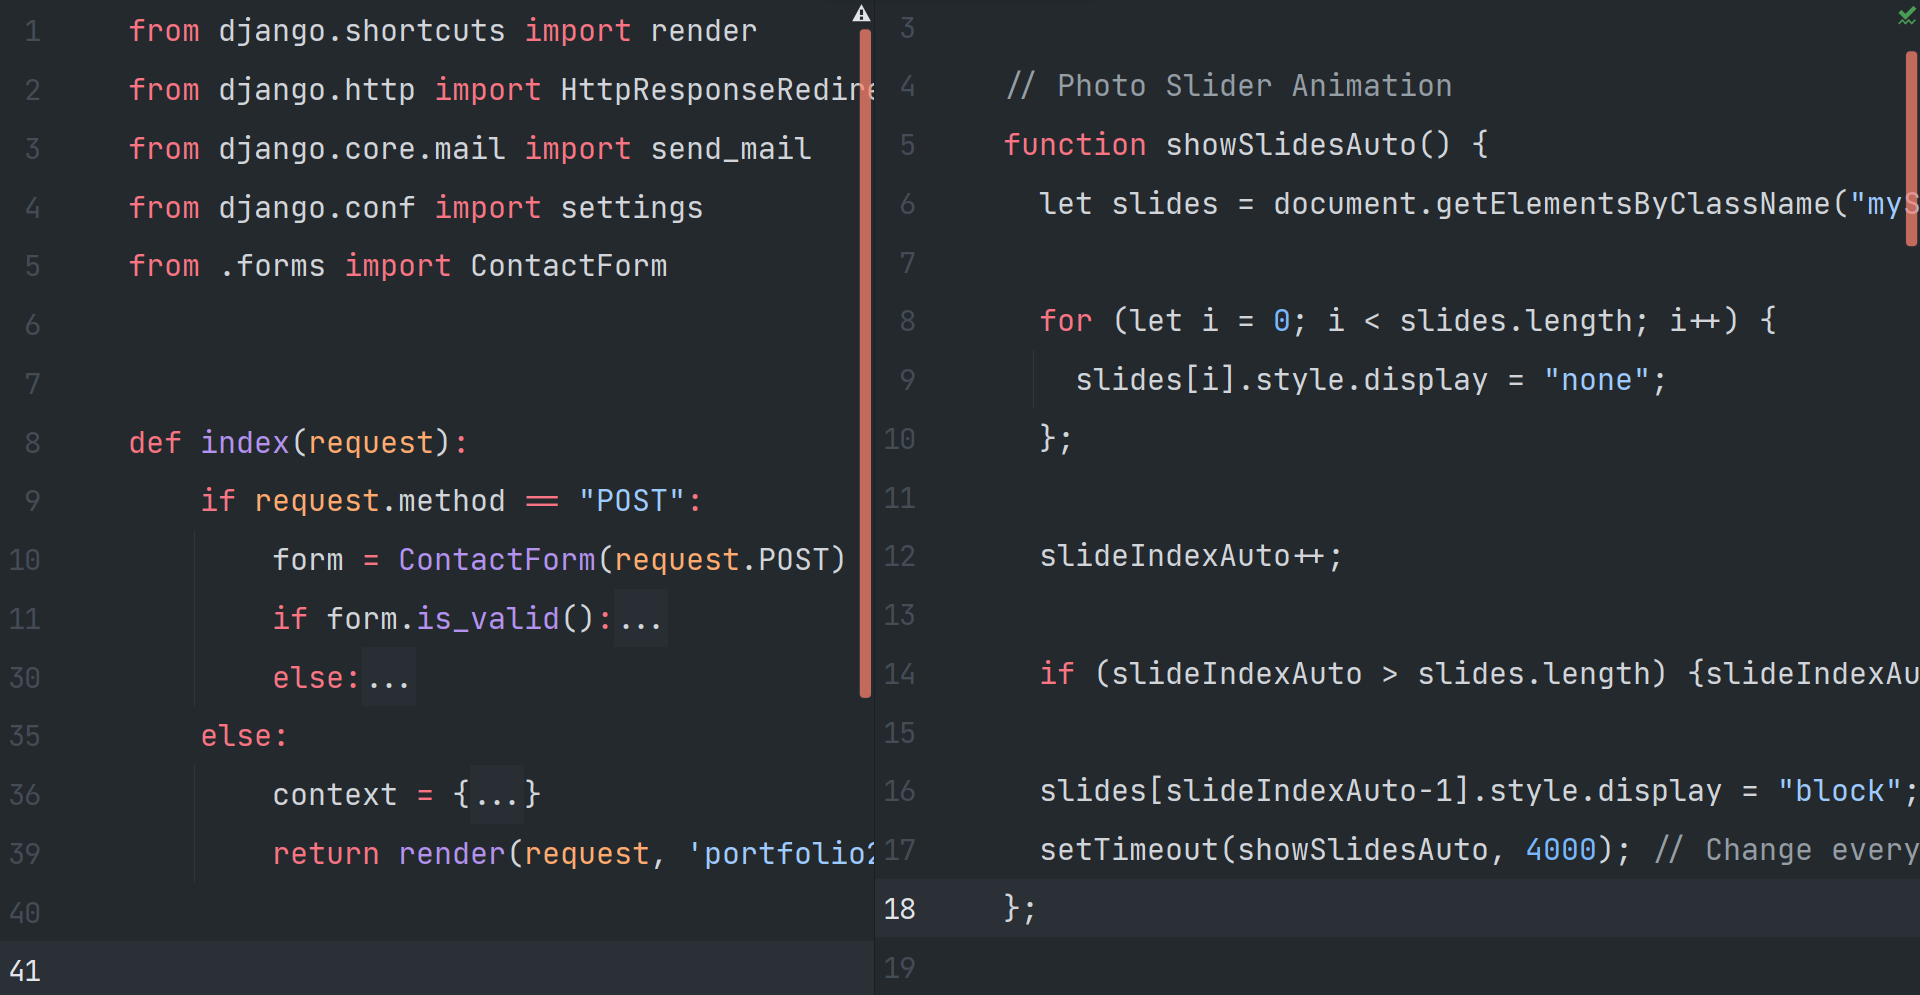 1 from django.shortcuts import render
2 from django.http import
3 from django.core.mail import send_mail
4 from django.conf import settings
5 from .forms import ContactForm
6
7
8 def index(request):
9 if request.method == "POST":
10 form = ContactForm(request.POST)
11 if form.is_valid():...
30 else:...
35 else:
36 context = {...}
39 return render(request,
40
41
3
4 // Photo Slider Animation
5 function showSlidesAuto() {
6 let slides = document.getElementsByClassName(
7
8 for (let i = 0; i < slides.length; i++) {
9 slides[i].style.display = "none";
10 };
11
12 slideIndexAuto++;
13
14 if (slideIndexAuto > slides.length)
15
16 slides[slideIndexAuto-1].style.display = "block";
17 setTimeout(showSlidesAuto, 4000); // Change every
18 };
19